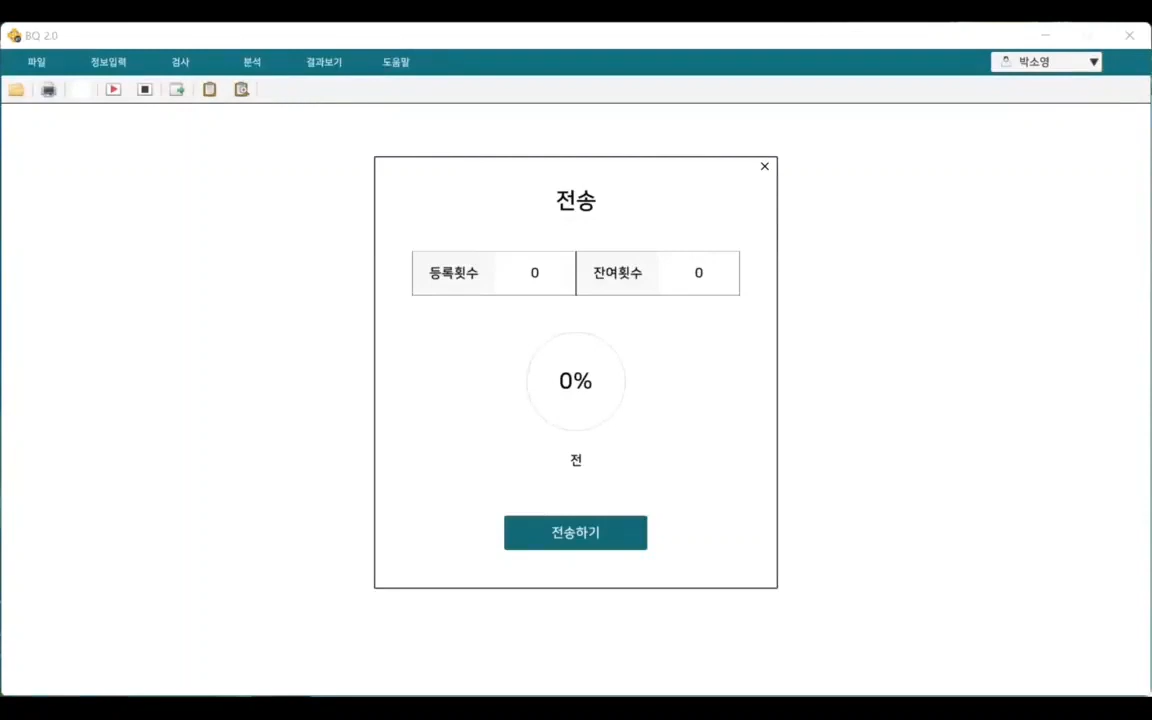 BQ 2.0
파일 정보입력 검사 분석 결과보기 도움말 박소영
전송
등록횟수 0 잔여횟수 0
0%
전
전송하기